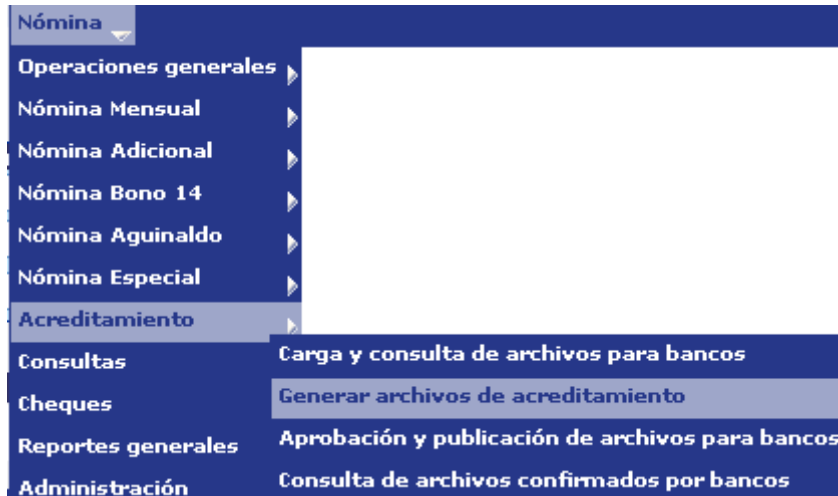 Nómina
Operaciones generales
Nómina Mensual
Nómina Adicional
Nómina Bono 14
Nómina Aguinaldo
Nómina Especial
Acreditamiento
Consultas
Cheques
Reportes generales
Administración
Carga y consulta de archivos para bancos
Generar archivos de acreditamiento
Aprobación y publicación de archivos para bancos
Consulta de archivos confirmados por bancos